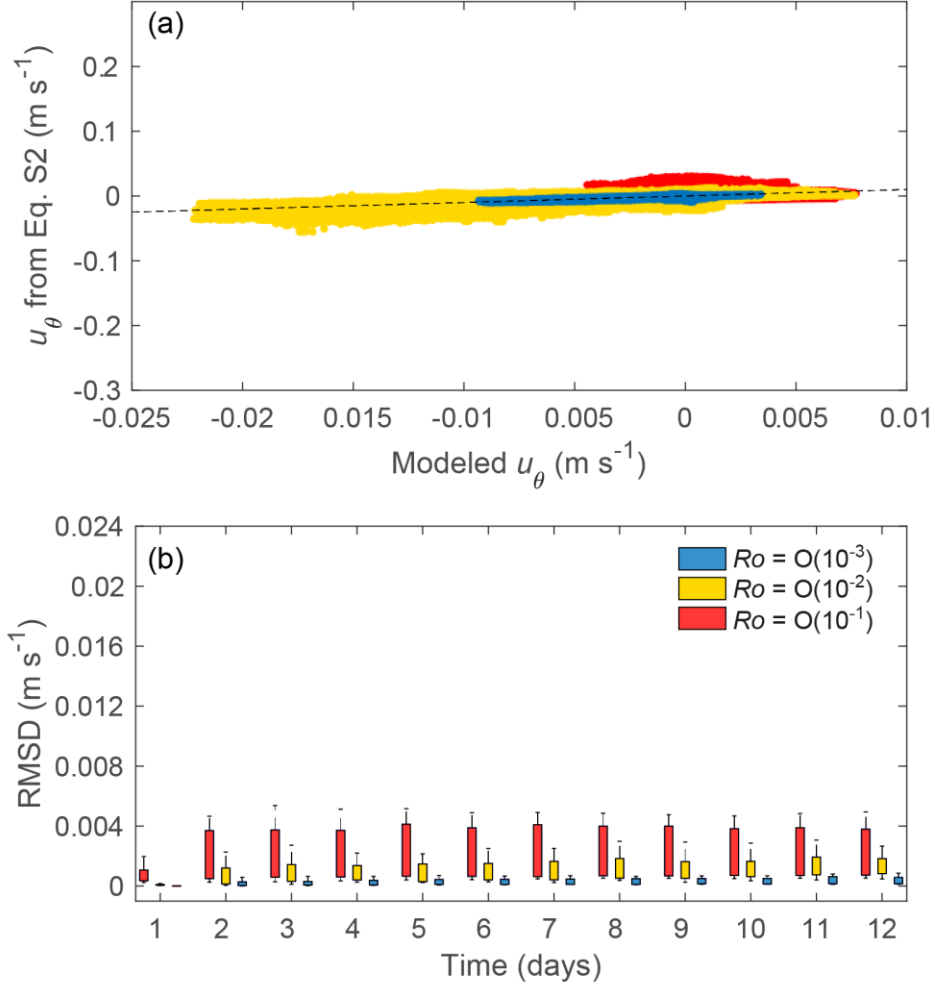 (a)
0.2
0.1
0
-0.1
-0.2
-0.3
u_θ from Eq. S2 (m s⁻¹)
-0.025 -0.02 0.015 -0.01 0.005 0 0.005 0.01
Modeled u_θ (m s⁻¹)
(b)
0.024
0.02
0.016
0.012
0.008
0.004
0
RMSD (m s⁻¹)
Ro = O(10⁻³)
Ro = O(10⁻²)
Ro = O(10⁻¹)
1 2 3 4 5 6 7 8 9 10 11 12
Time (days)